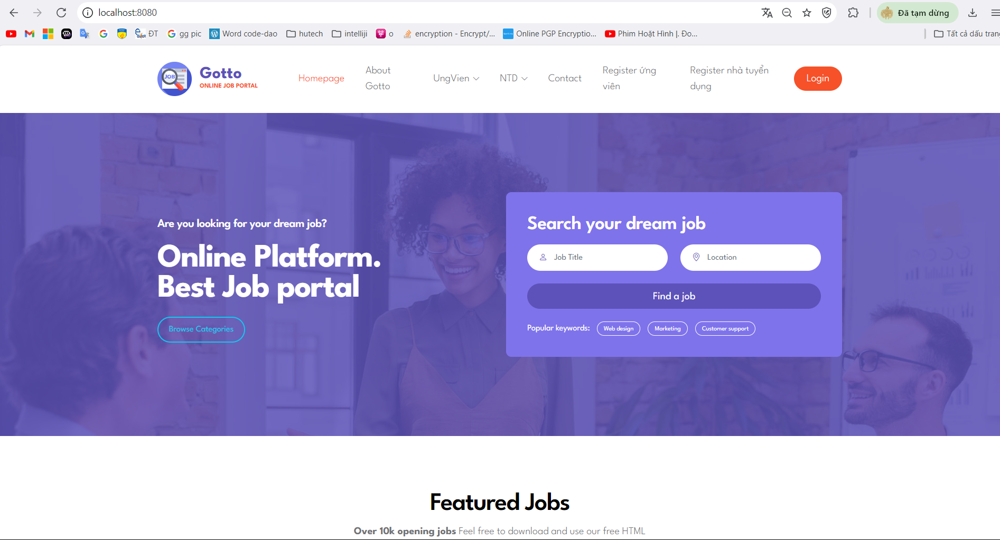 localhost:8080
Đã tạm dừng
ĐT
gg pic
Word code-dao
hutech
intelliji
o
encryption - Encrypt/...
Online PGP Encryptio...
Phim Hoạt Hình |. Đo...
Tất cả dấu trang
JOB
Gotto
ONLINE JOB PORTAL
Homepage
About
Gotto
UngVien
NTD
Contact
Register ứng
viên
Register nhà tuyển
dụng
Login
Are you looking for your dream job?
Online Platform.
Best Job portal
Browse Categories
Search your dream job
Job Title
Location
Find a job
Popular keywords:
Web design
Marketing
Customer support
Featured Jobs
Over 10k opening jobs Feel free to download and use our free HTML